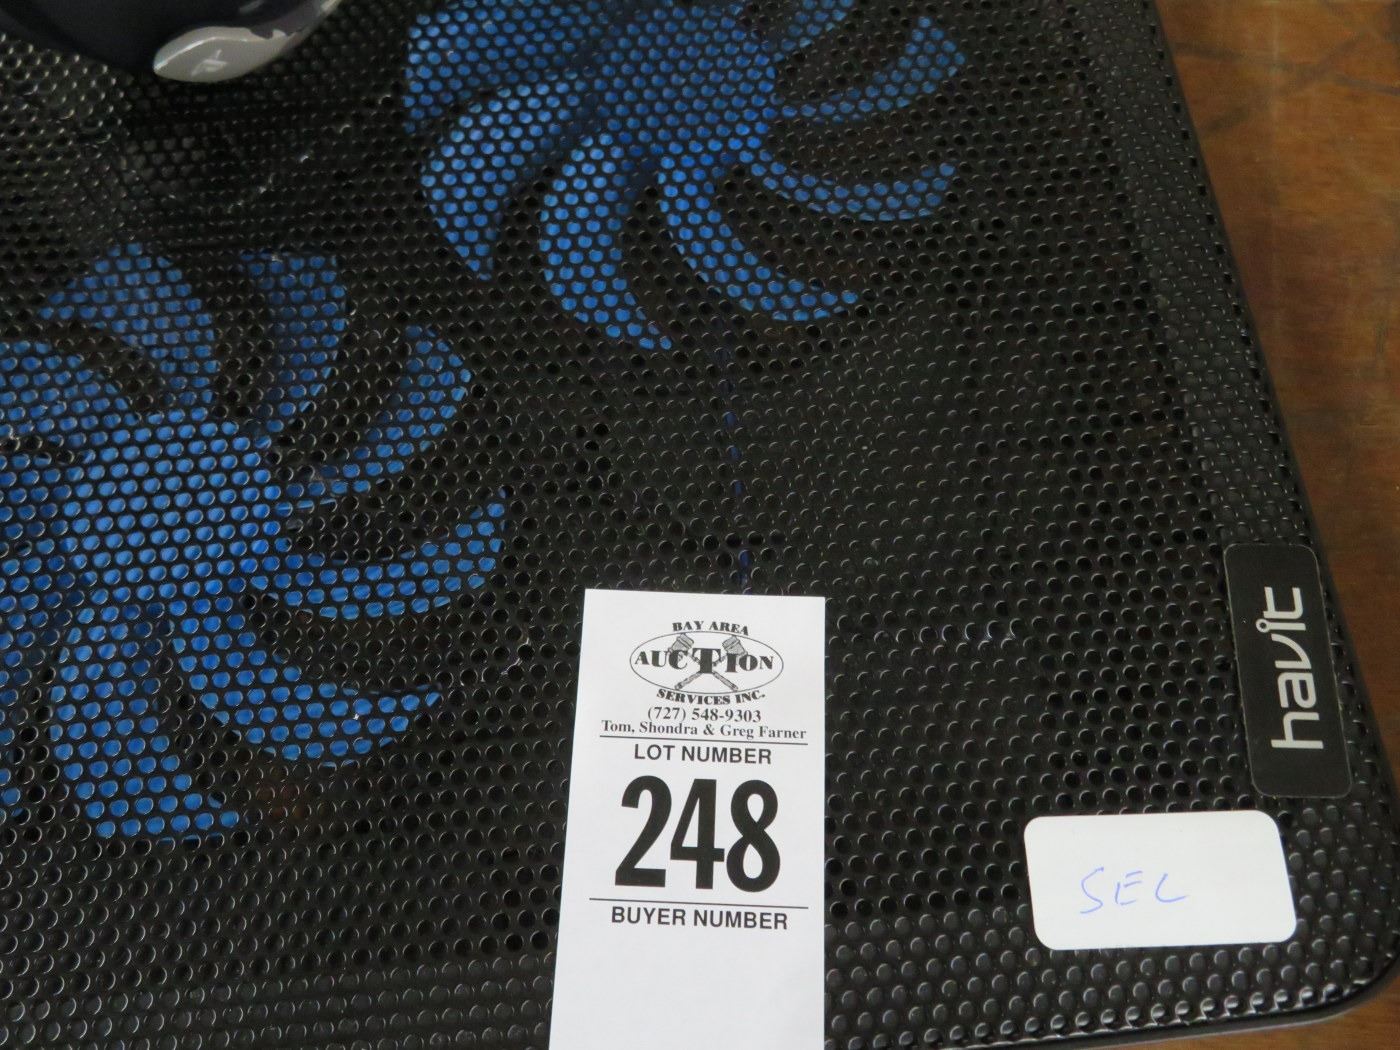 BAY AREA
AUCTION
SERVICES INC.
(727) 548-9303
Tom, Shondra & Greg Farner
LOT NUMBER
248
BUYER NUMBER
havit
SEL